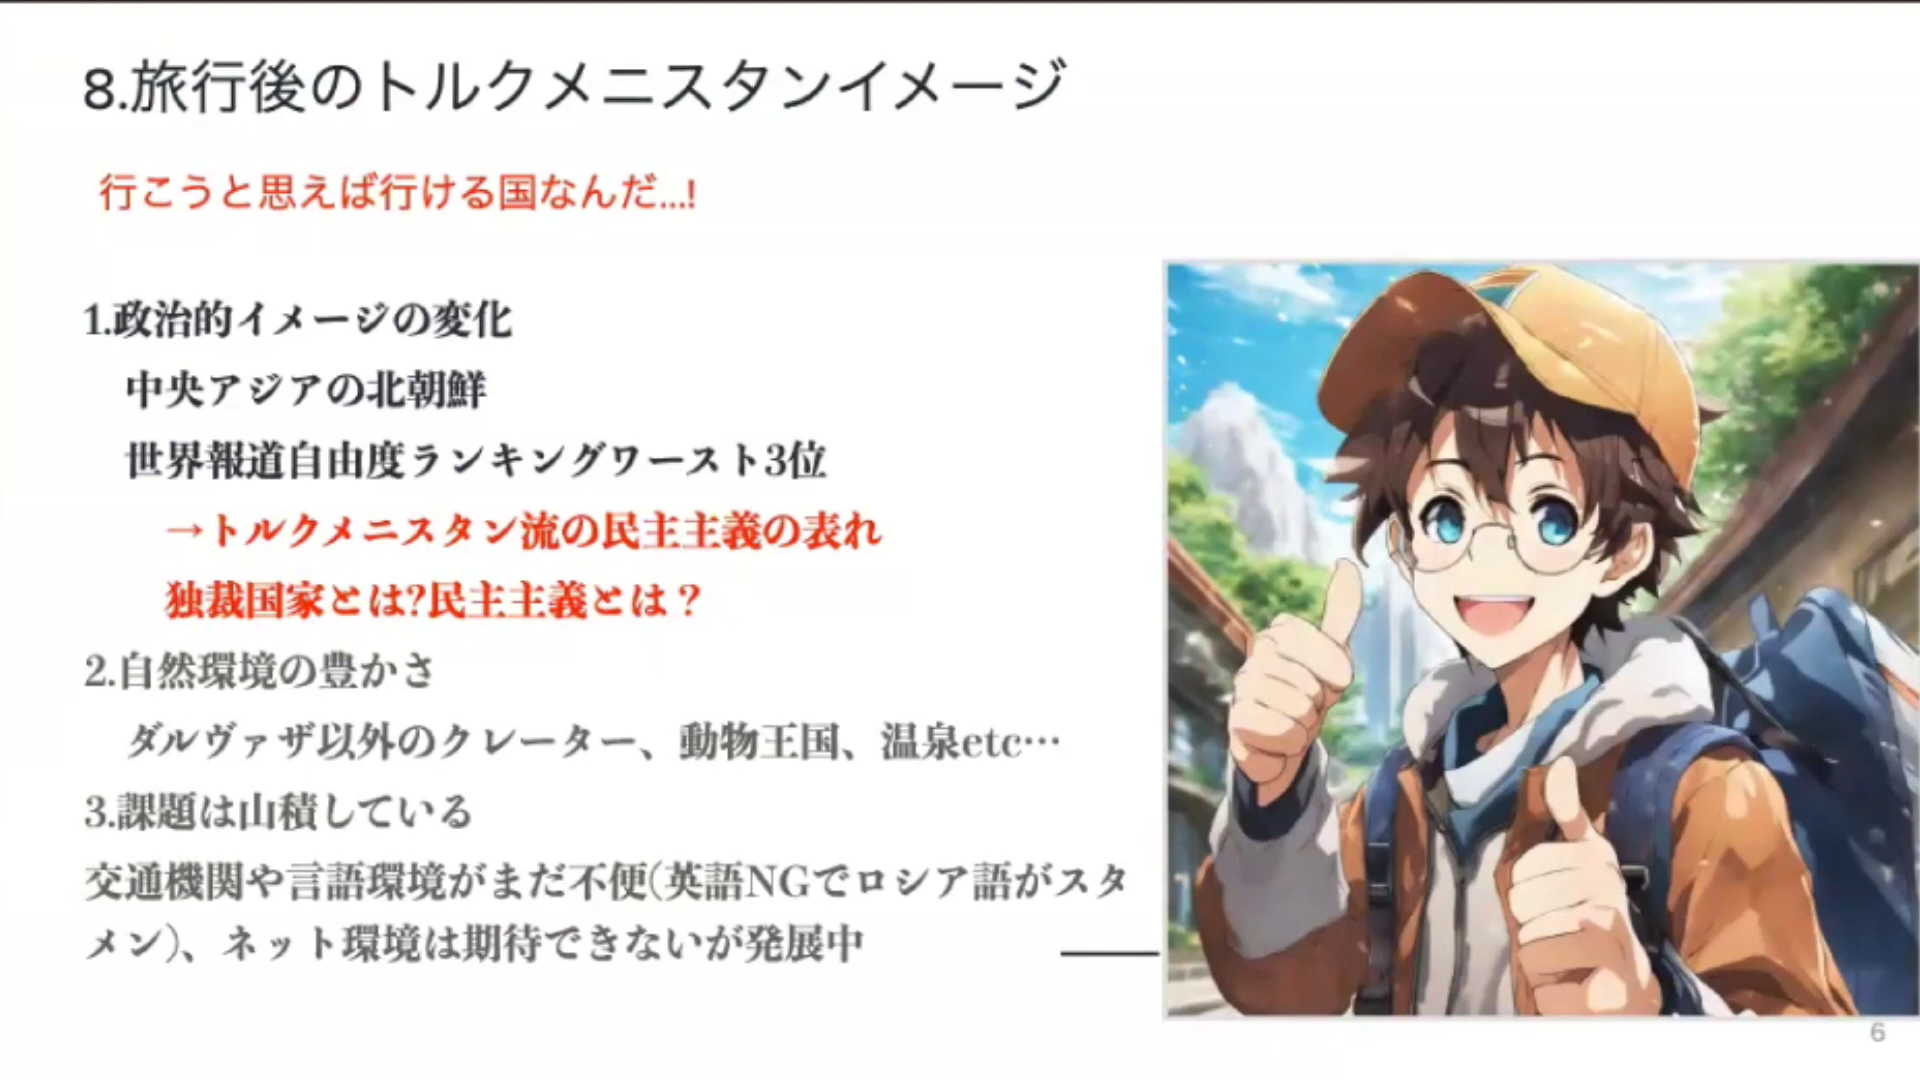 8.旅行後のトルクメニスタンイメージ
行こうと思えば行ける国なんだ...!
1.政治的イメージの変化
中央アジアの北朝鮮
世界報道自由度ランキングワースト3位
→トルクメニスタン流の民主主義の表れ
独裁国家とは?民主主義とは？
2.自然環境の豊かさ
ダルヴァザ以外のクレーター、動物王国、温泉etc…
3.課題は山積している
交通機関や言語環境がまだ不便(英語NGでロシア語がスタ
メン)、ネット環境は期待できないが発展中
6